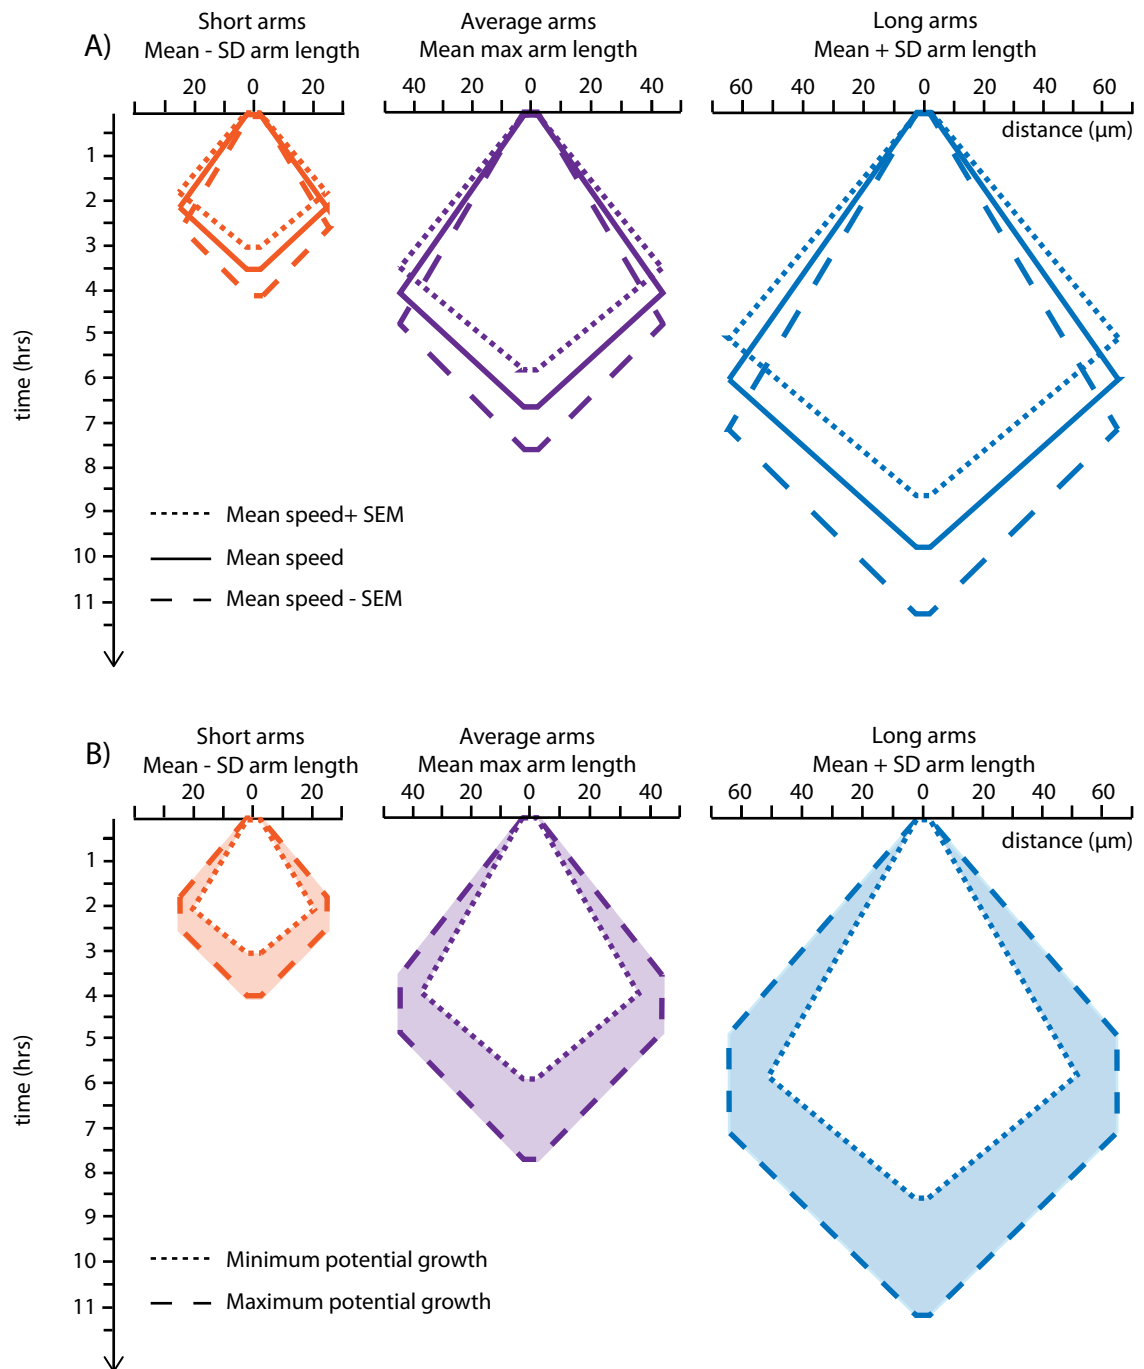 A)
Short arms
Mean - SD arm length
Average arms
Mean max arm length
Long arms
Mean + SD arm length
20 0 20
40 20 0 20 40
60 40 20 0 20 40 60
distance (µm)
time (hrs)
1
2
3
4
5
6
7
8
9
10
11
Mean speed+ SEM
Mean speed
Mean speed - SEM
B)
Short arms
Mean - SD arm length
Average arms
Mean max arm length
Long arms
Mean + SD arm length
20 0 20
40 20 0 20 40
60 40 20 0 20 40 60
distance (µm)
time (hrs)
1
2
3
4
5
6
7
8
9
10
11
Minimum potential growth
Maximum potential growth